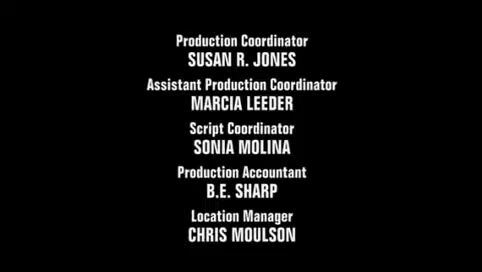 Production Coordinator
SUSAN R. JONES
Assistant Production Coordinator
MARCIA LEEDER
Script Coordinator
SONIA MOLINA
Production Accountant
B.E. SHARP
Location Manager
CHRIS MOULSON